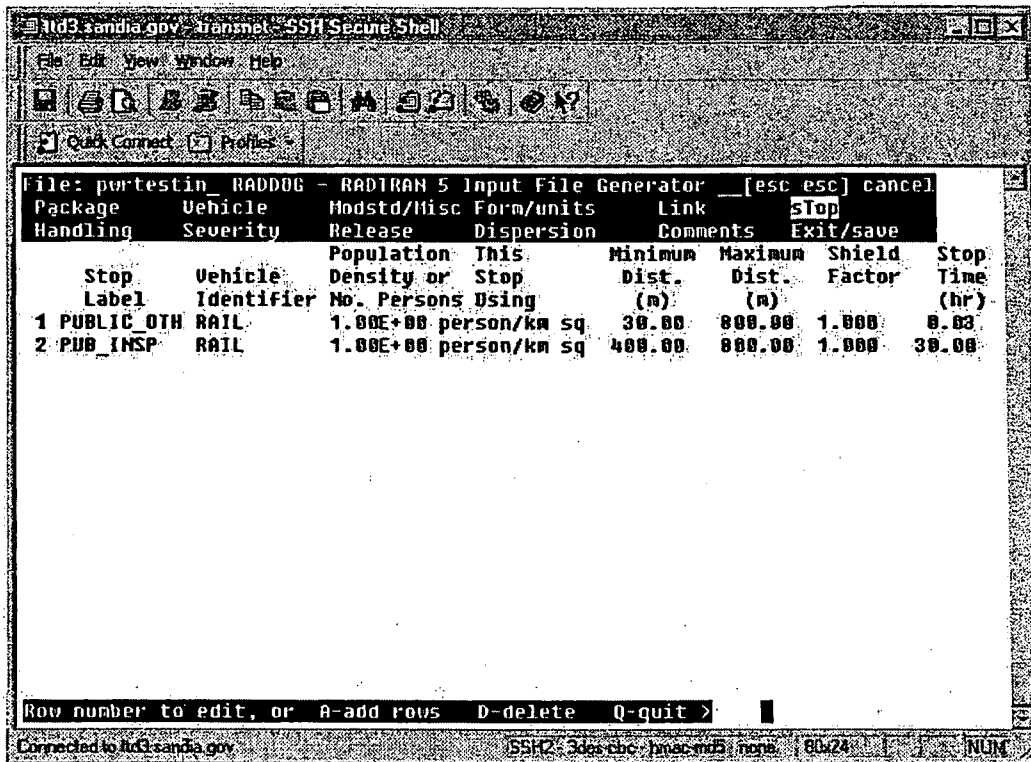 ltd3.sandia.gov - transnet - SSH Secure Shell
File Edit View Window Help
Quick Connect Profiles
File: pwrtestin_ RADDOG - RADTRAN 5 Input File Generator __[esc esc] cancel
Package Vehicle Modstd/Misc Form/units Link sTop
Handling Severity Release Dispersion Comments Exit/save
Population This Minimum Maximum Shield Stop
Stop Vehicle Density or Stop Dist. Dist. Factor Time
Label Identifier No. Persons Using (m) (m) (hr)
1 PUBLIC_OTH RAIL 1.00E+00 person/km sq 30.00 800.00 1.000 0.03
2 PUB_INSP RAIL 1.00E+00 person/km sq 400.00 800.00 1.000 30.00
Row number to edit, or A-add rows D-delete Q-quit >
Connected to ltd3.sandia.gov SSH2 - 3des-cbc - hmac-md5 - none 80x24 NUM